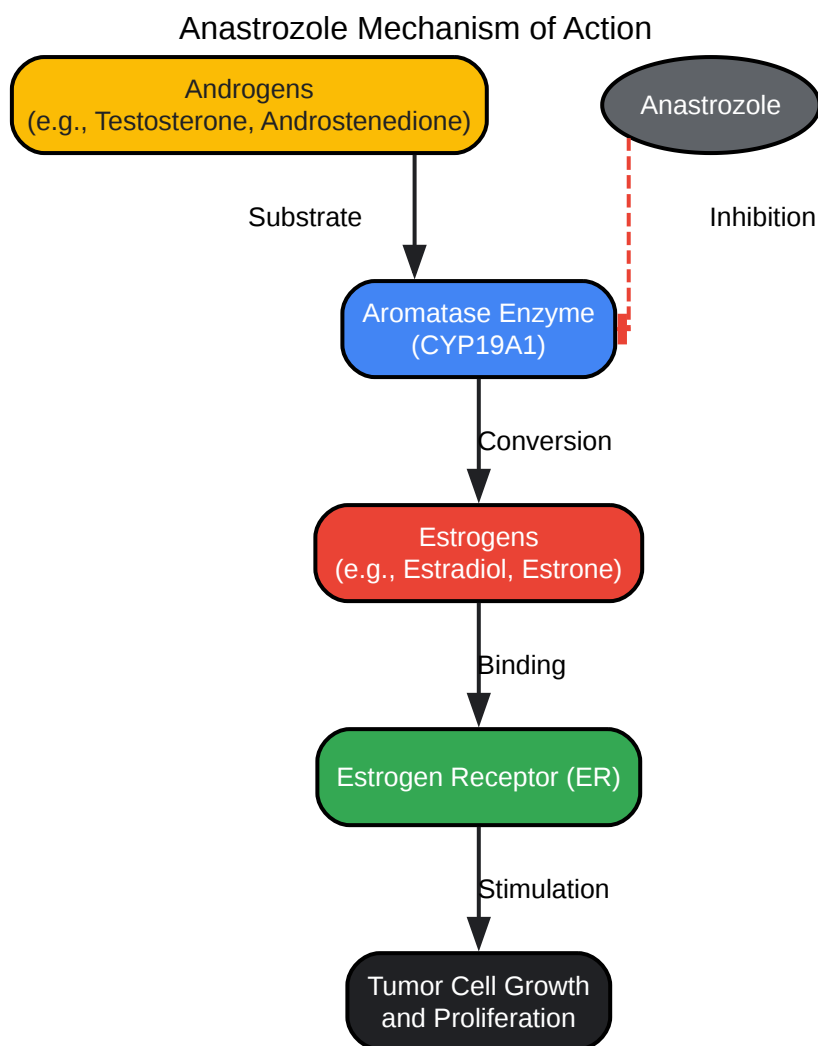 Anastrozole Mechanism of Action
Androgens
(e.g., Testosterone, Androstenedione)
Anastrozole
Substrate
Inhibition
Aromatase Enzyme
(CYP19A1)
Conversion
Estrogens
(e.g., Estradiol, Estrone)
Binding
Estrogen Receptor (ER)
Stimulation
Tumor Cell Growth
and Proliferation